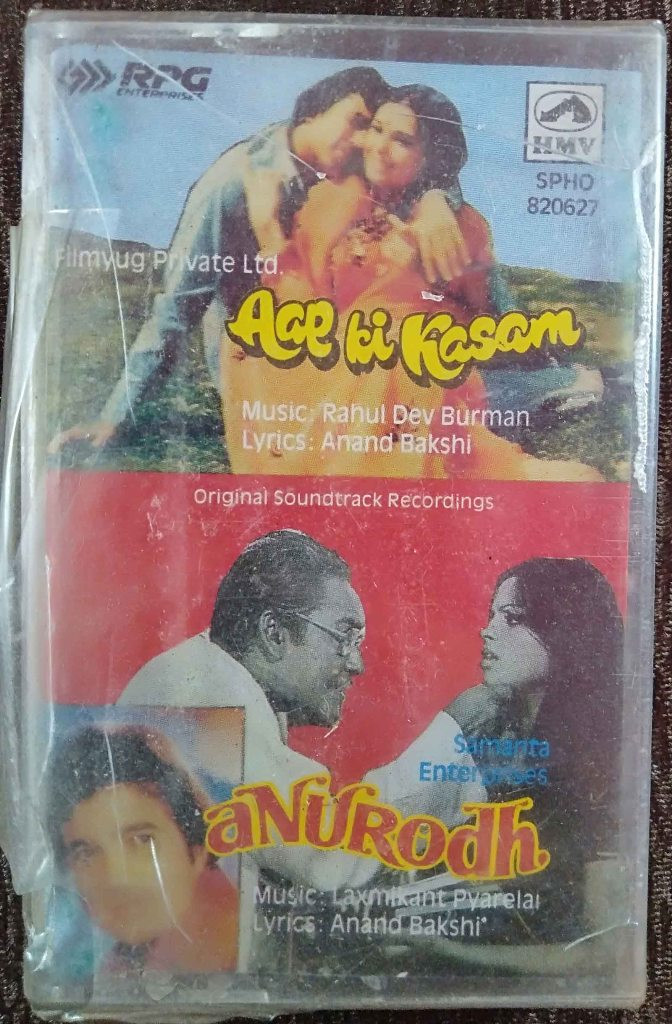 RPG
ENTERPRISES
HMV
SPHO
820627
Filmyug Private Ltd.
Aap ki Kasam
Music: Rahul Dev Burman
Lyrics: Anand Bakshi
Original Soundtrack Recordings
Samanta
Enterprises
aNURodh
Music: Laxmikant Pyarelal
Lyrics: Anand Bakshi